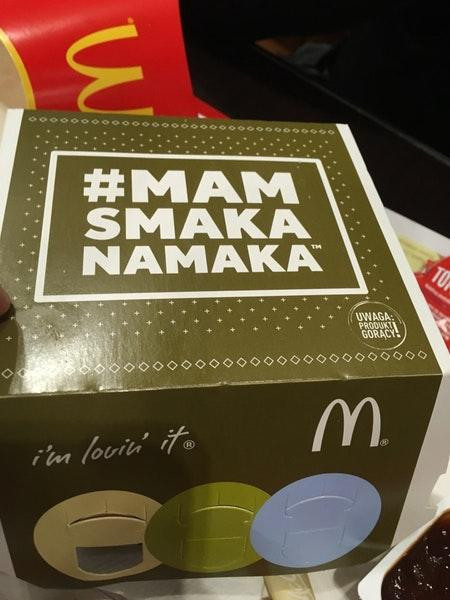 #MAM
SMAKA
NAMAKA™
UWAGA:
PRODUKT
GORĄCY!
i'm lovin' it®
M®